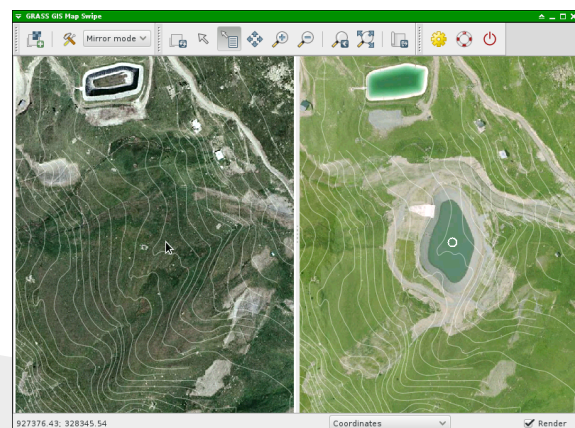 GRASS GIS Map Swipe
Mirror mode
927376.43; 328345.54
Coordinates
Render